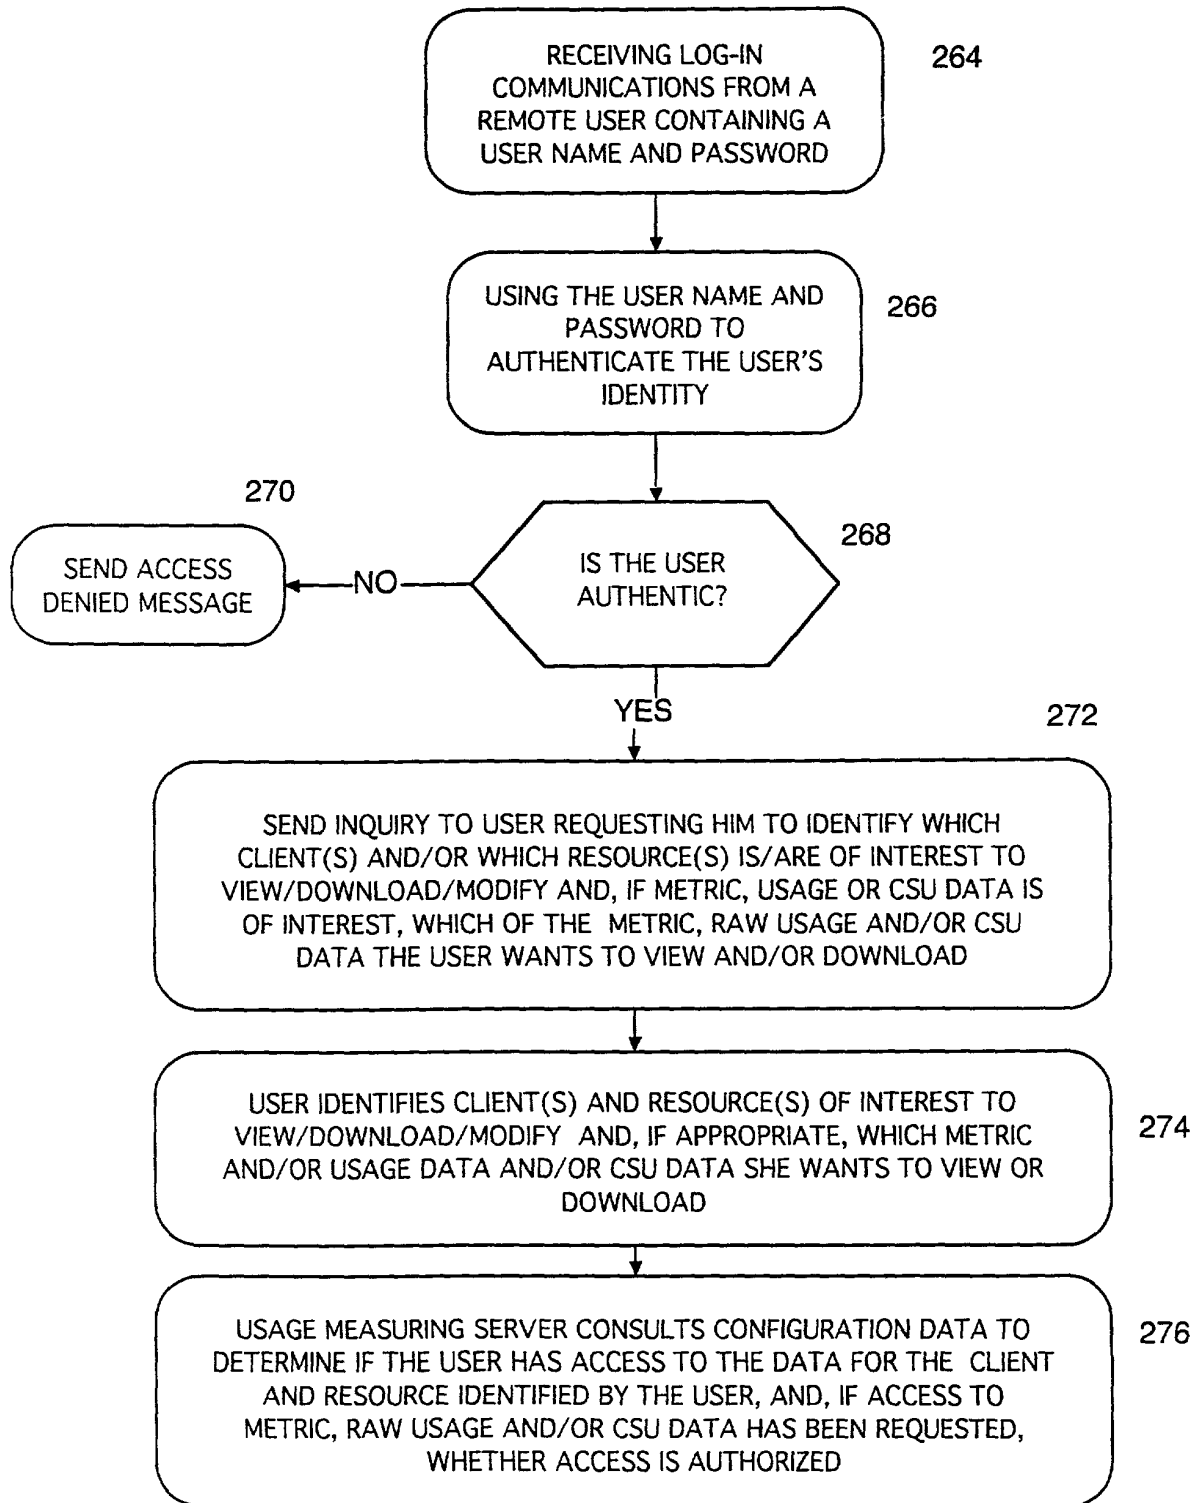 RECEIVING LOG-IN
COMMUNICATIONS FROM A
REMOTE USER CONTAINING A
USER NAME AND PASSWORD
264
USING THE USER NAME AND
PASSWORD TO
AUTHENTICATE THE USER'S
IDENTITY
266
270
SEND ACCESS
DENIED MESSAGE
NO
IS THE USER
AUTHENTIC?
268
YES
272
SEND INQUIRY TO USER REQUESTING HIM TO IDENTIFY WHICH
CLIENT(S) AND/OR WHICH RESOURCE(S) IS/ARE OF INTEREST TO
VIEW/DOWNLOAD/MODIFY AND, IF METRIC, USAGE OR CSU DATA IS
OF INTEREST, WHICH OF THE METRIC, RAW USAGE AND/OR CSU
DATA THE USER WANTS TO VIEW AND/OR DOWNLOAD
USER IDENTIFIES CLIENT(S) AND RESOURCE(S) OF INTEREST TO
VIEW/DOWNLOAD/MODIFY AND, IF APPROPRIATE, WHICH METRIC
AND/OR USAGE DATA AND/OR CSU DATA SHE WANTS TO VIEW OR
DOWNLOAD
274
USAGE MEASURING SERVER CONSULTS CONFIGURATION DATA TO
DETERMINE IF THE USER HAS ACCESS TO THE DATA FOR THE CLIENT
AND RESOURCE IDENTIFIED BY THE USER, AND, IF ACCESS TO
METRIC, RAW USAGE AND/OR CSU DATA HAS BEEN REQUESTED,
WHETHER ACCESS IS AUTHORIZED
276